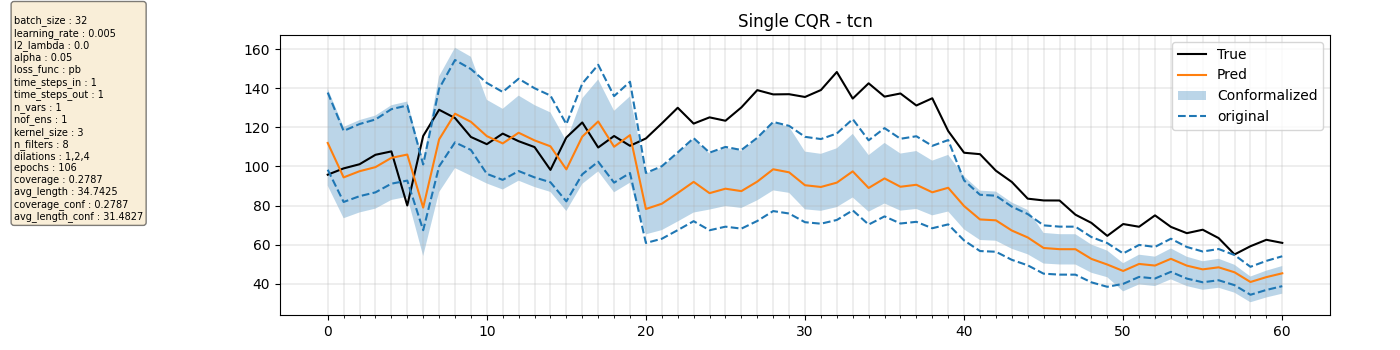 batch_size : 32
learning_rate : 0.005
l2_lambda : 0.0
alpha : 0.05
loss_func : pb
time_steps_in : 1
time_steps_out : 1
n_vars : 1
nof_ens : 1
kernel_size : 3
n_filters : 8
dilations : 1,2,4
epochs : 106
coverage : 0.2787
avg_length : 34.7425
coverage_conf : 0.2787
avg_length_conf : 31.4827
Single CQR - tcn
160
140
120
100
80
60
40
0 10 20 30 40 50 60
True
Pred
Conformalized
original